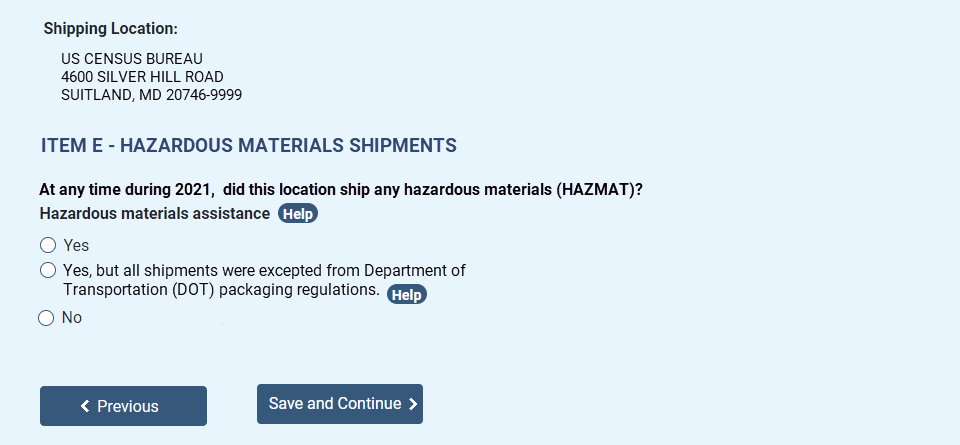 Shipping Location:
US CENSUS BUREAU
4600 SILVER HILL ROAD
SUITLAND, MD 20746-9999
ITEM E - HAZARDOUS MATERIALS SHIPMENTS
At any time during 2021,  did this location ship any hazardous materials (HAZMAT)?
Hazardous materials assistance Help
Yes
Yes, but all shipments were excepted from Department of
Transportation (DOT) packaging regulations. Help
No
Previous
Save and Continue